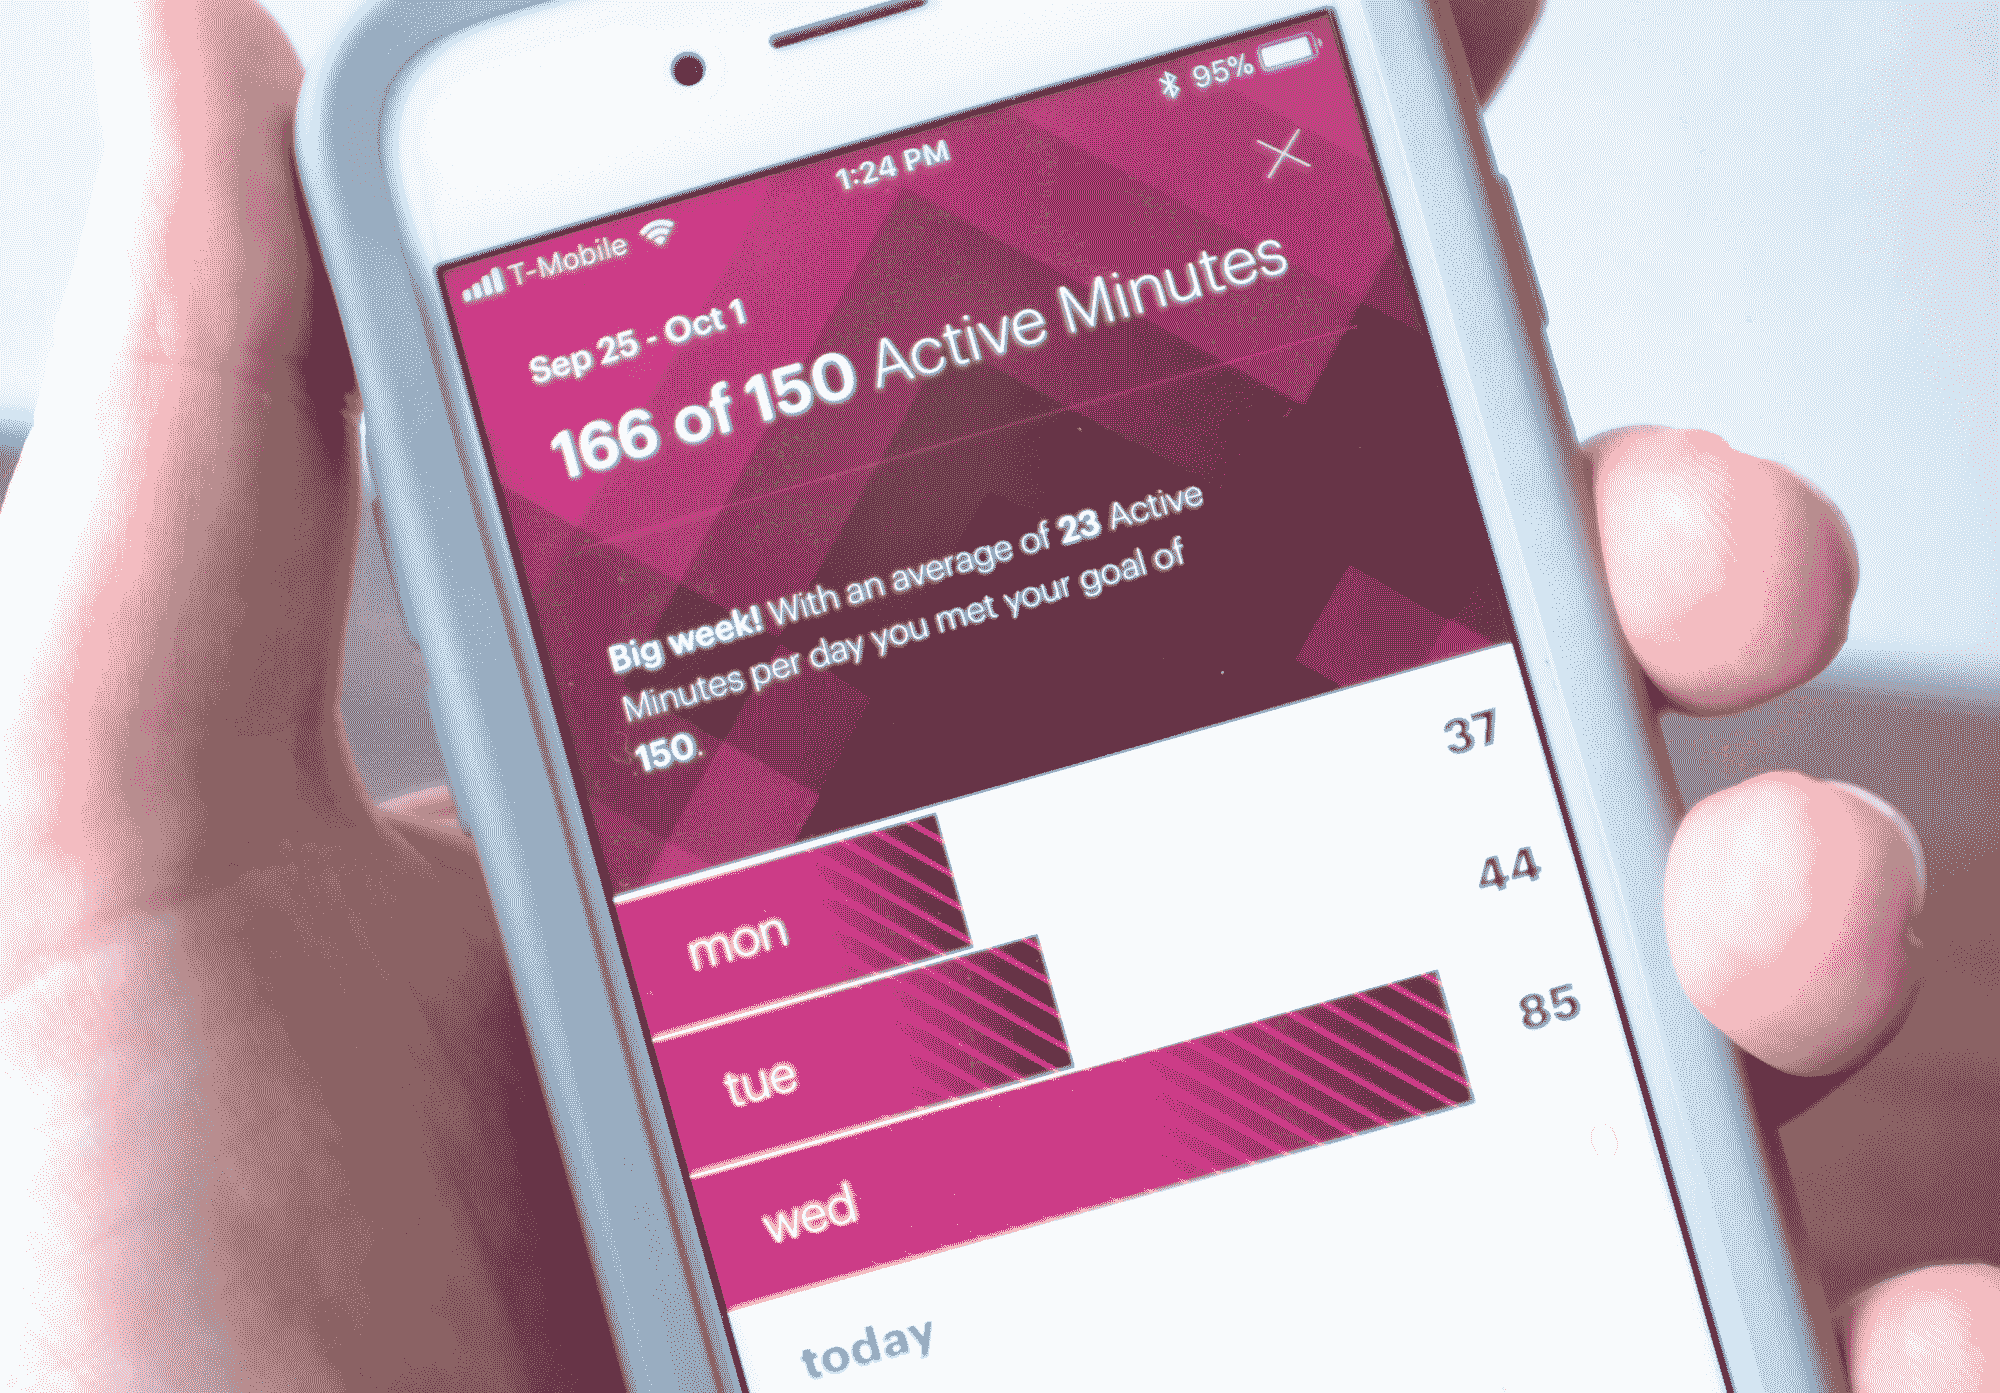 T-Mobile 1:24 PM 95%
Sep 25 - Oct 1
166 of 150 Active Minutes
Big week! With an average of 23 Active
Minutes per day you met your goal of
150.
mon 37
tue 44
wed 85
today 0